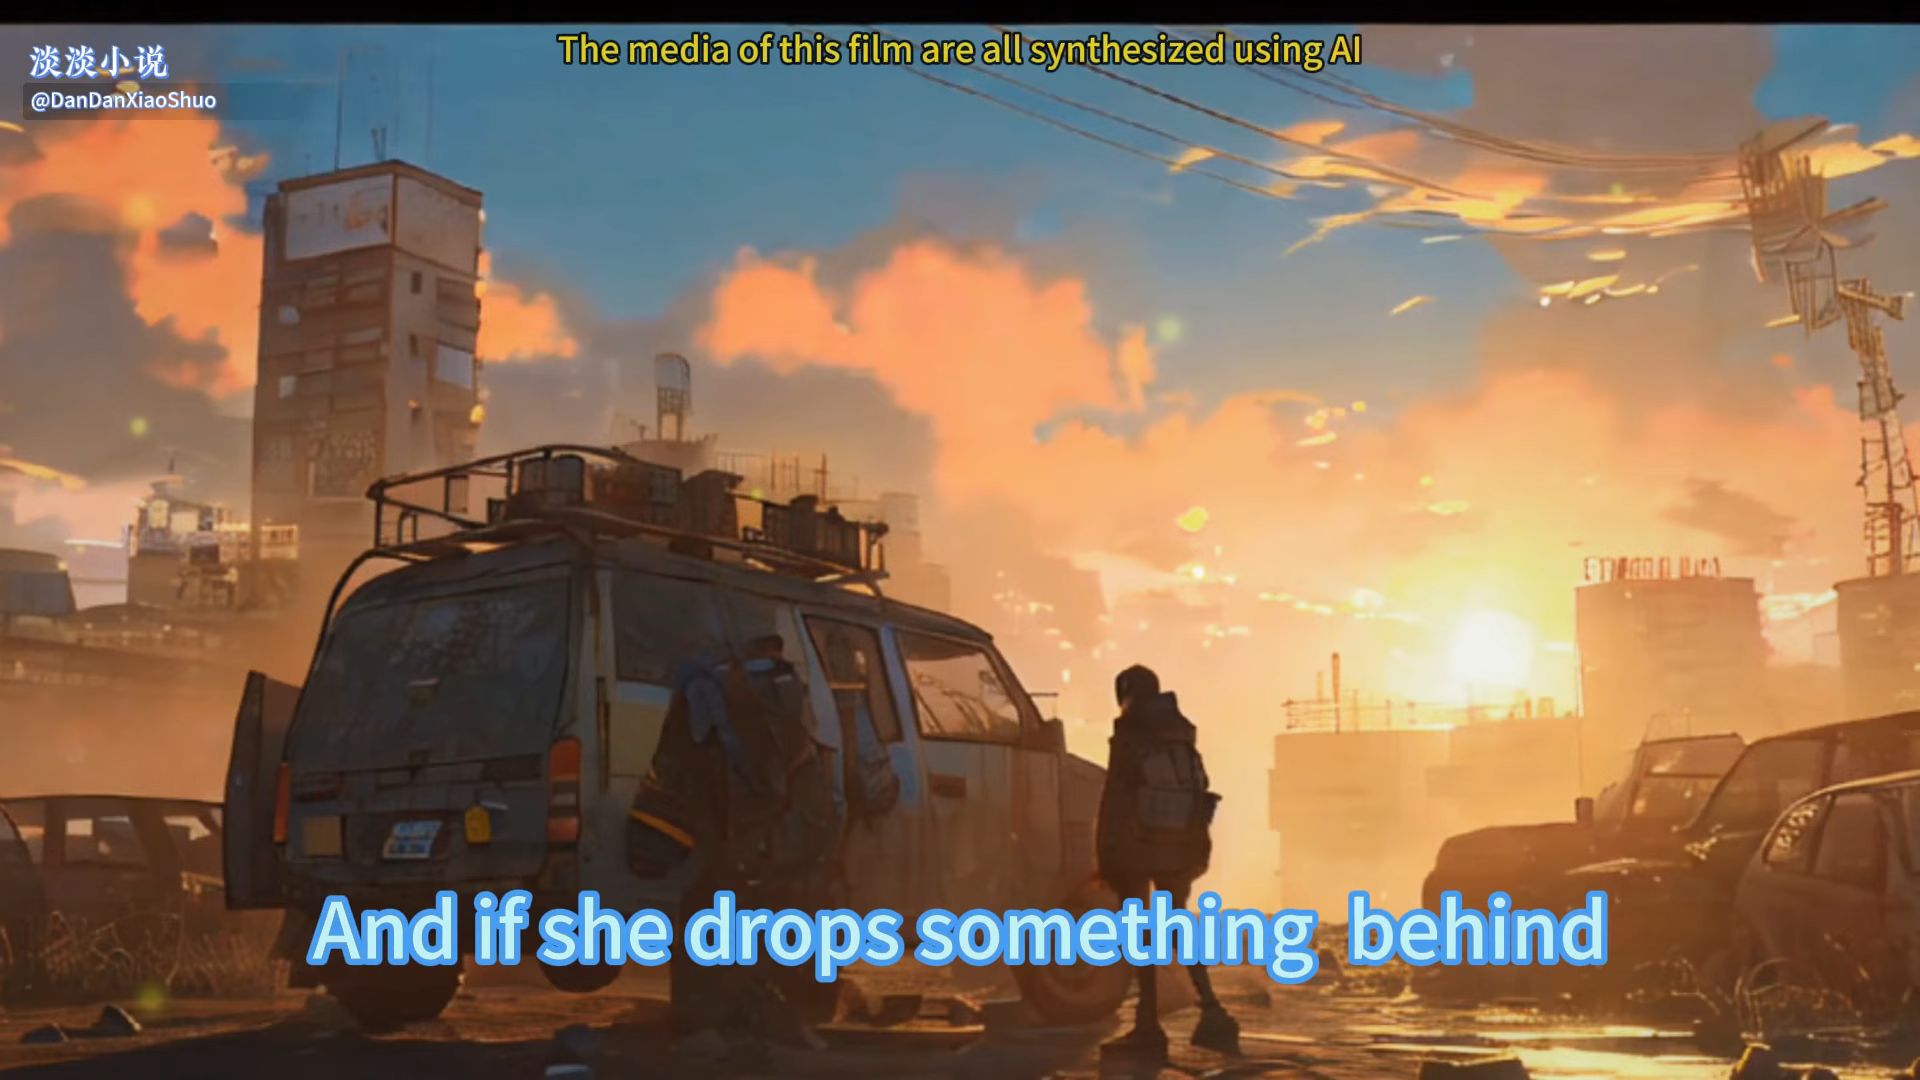 The media of this film are all synthesized using AI
淡淡小说
@DanDanXiaoShuo
And if she drops something behind